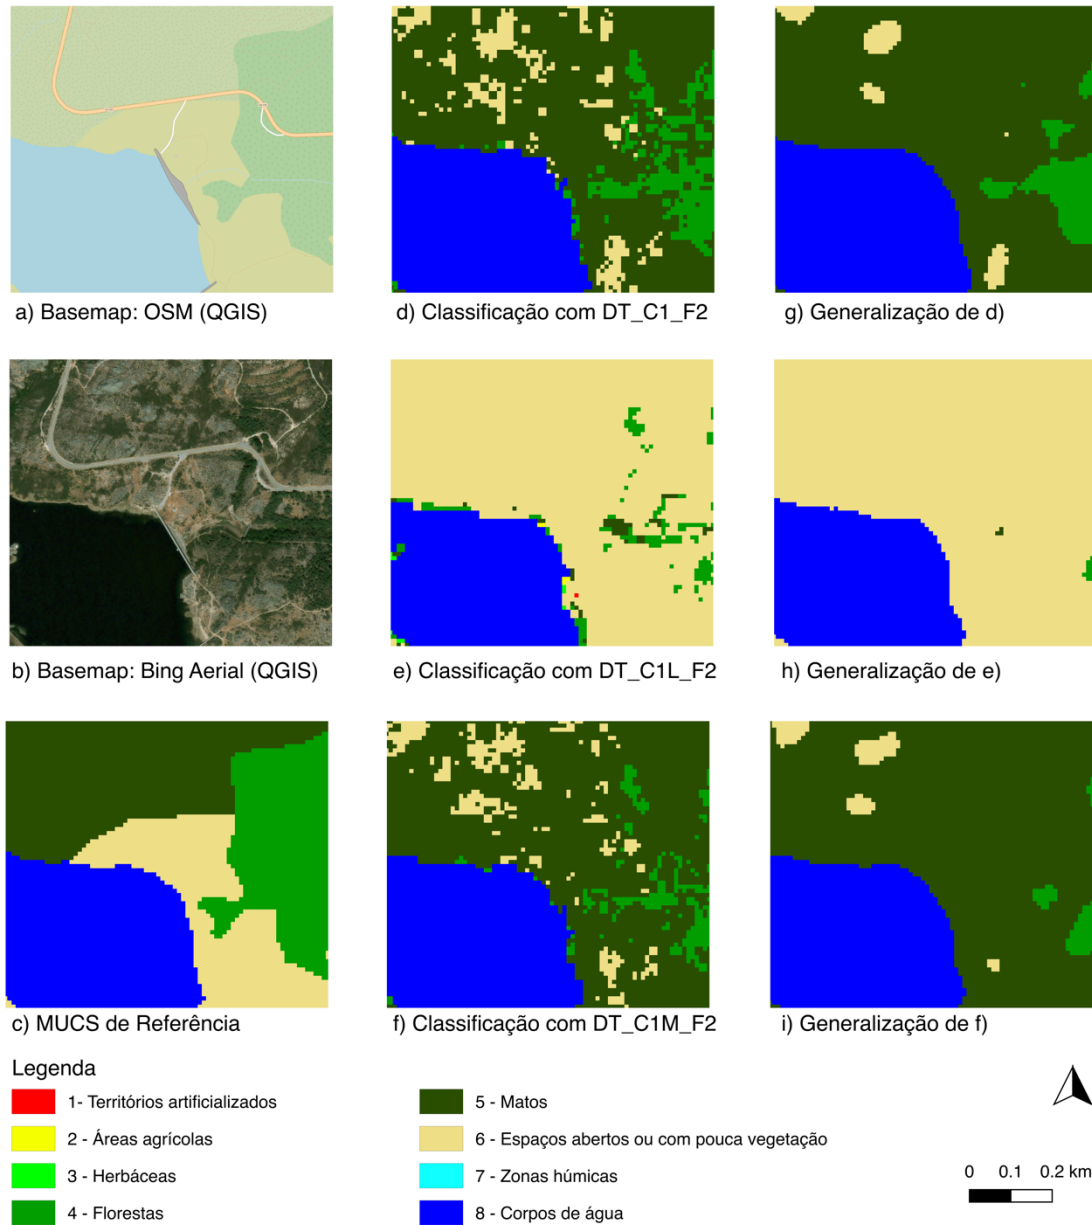 a) Basemap: OSM (QGIS)
d) Classificação com DT_C1_F2
g) Generalização de d)
b) Basemap: Bing Aerial (QGIS)
e) Classificação com DT_C1L_F2
h) Generalização de e)
c) MUCS de Referência
f) Classificação com DT_C1M_F2
i) Generalização de f)
Legenda
1- Territórios artificializados
2 - Áreas agrícolas
3 - Herbáceas
4 - Florestas
5 - Matos
6 - Espaços abertos ou com pouca vegetação
7 - Zonas húmicas
8 - Corpos de água
0 0.1 0.2 km